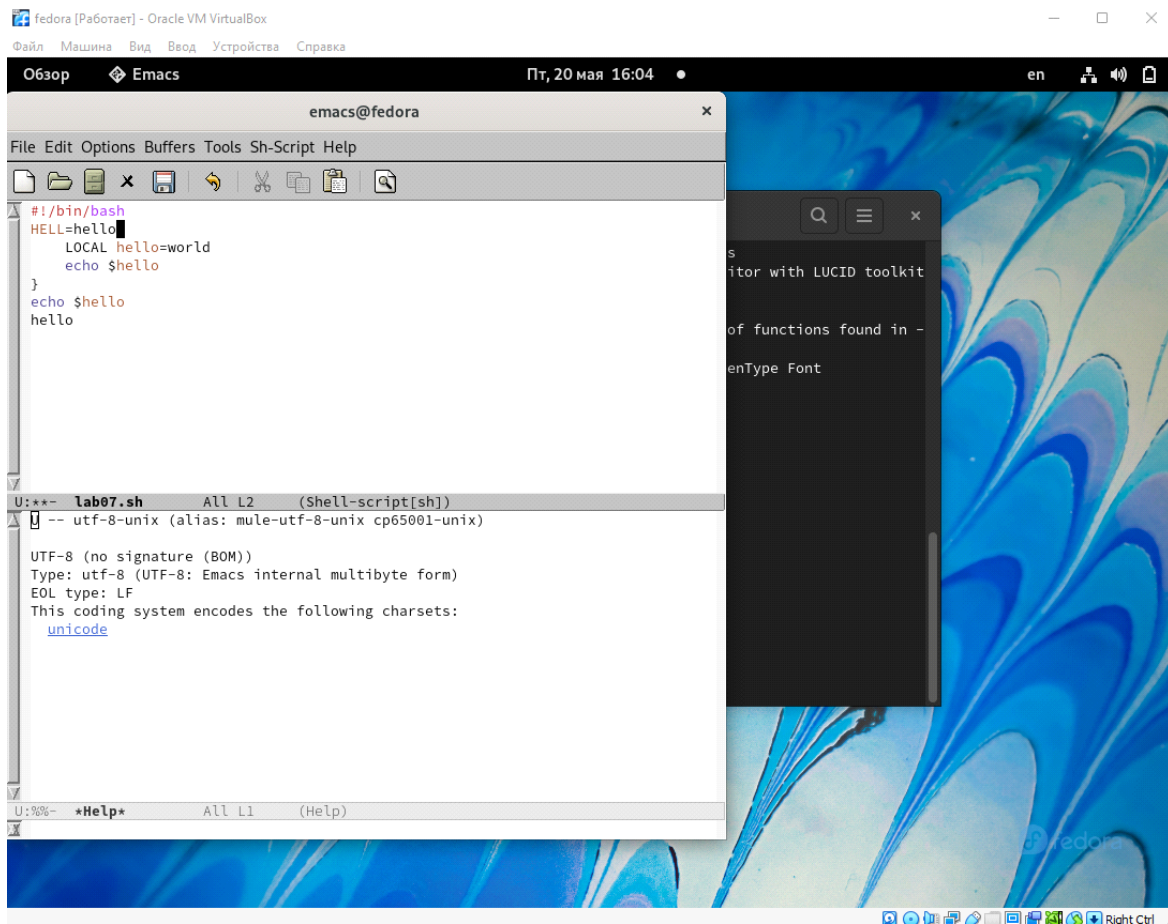 fedora [Работает] - Oracle VM VirtualBox
Файл Машина Вид Ввод Устройства Справка
Обзор Emacs Пт, 20 мая 16:04 en
emacs@fedora
File Edit Options Buffers Tools Sh-Script Help
#!/bin/bash
HELL=hello
    LOCAL hello=world
    echo $hello
}
echo $hello
hello
s
itor with LUCID toolkit
of functions found in -
enType Font
U:**- lab07.sh All L2 (Shell-script[sh])
U -- utf-8-unix (alias: mule-utf-8-unix cp65001-unix)
UTF-8 (no signature (BOM))
Type: utf-8 (UTF-8: Emacs internal multibyte form)
EOL type: LF
This coding system encodes the following charsets:
  unicode
U:%%- *Help* All L1 (Help)
fedora
Right Ctrl